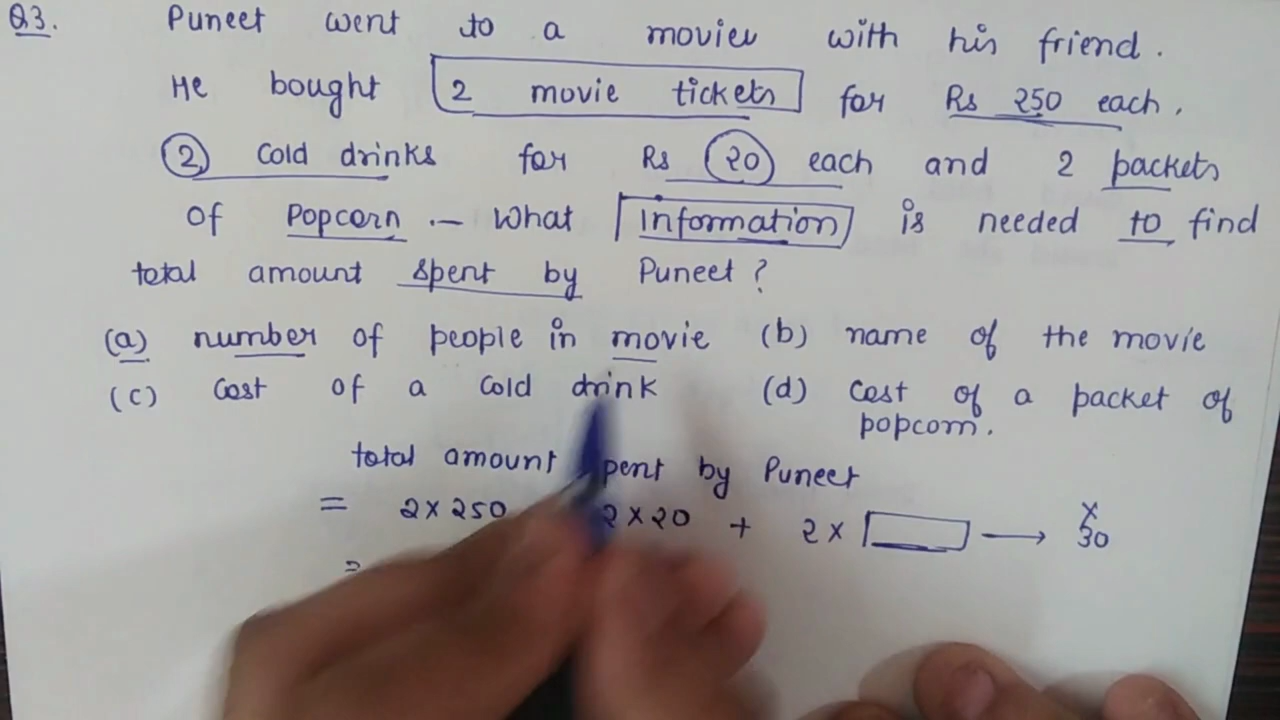 Q3. Puneet went to a movieu with his friend.
He bought 2 movie tickets for Rs 250 each.
2 cold drinks for Rs 20 each and 2 packets
of Popcorn.— What Information is needed to find
total amount spent by Puneet?
(a) number of people in movie (b) name of the movie
(c) cost of a cold drink (d) cost of a packet of
popcorn.
total amount spent by Puneet
= 2×250 2×20 + 2× → x
30
=